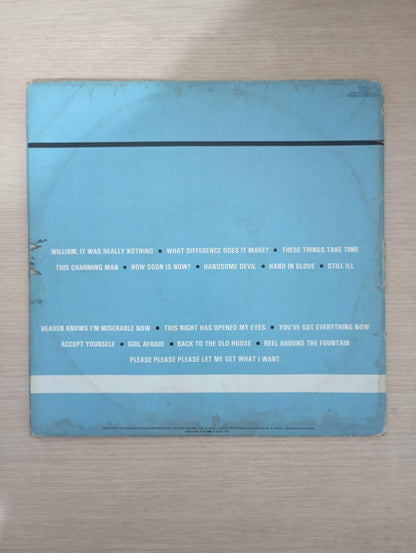 WILLIAM, IT WAS REALLY NOTHING • WHAT DIFFERENCE DOES IT MAKE? • THESE THINGS TAKE TIME
THIS CHARMING MAN • HOW SOON IS NOW? • HANDSOME DEVIL • HAND IN GLOVE • STILL ILL
HEAVEN KNOWS I'M MISERABLE NOW • THIS NIGHT HAS OPENED MY EYES • YOU'VE GOT EVERYTHING NOW
ACCEPT YOURSELF • GIRL AFRAID • BACK TO THE OLD HOUSE • REEL AROUND THE FOUNTAIN
PLEASE PLEASE PLEASE LET ME GET WHAT I WANT